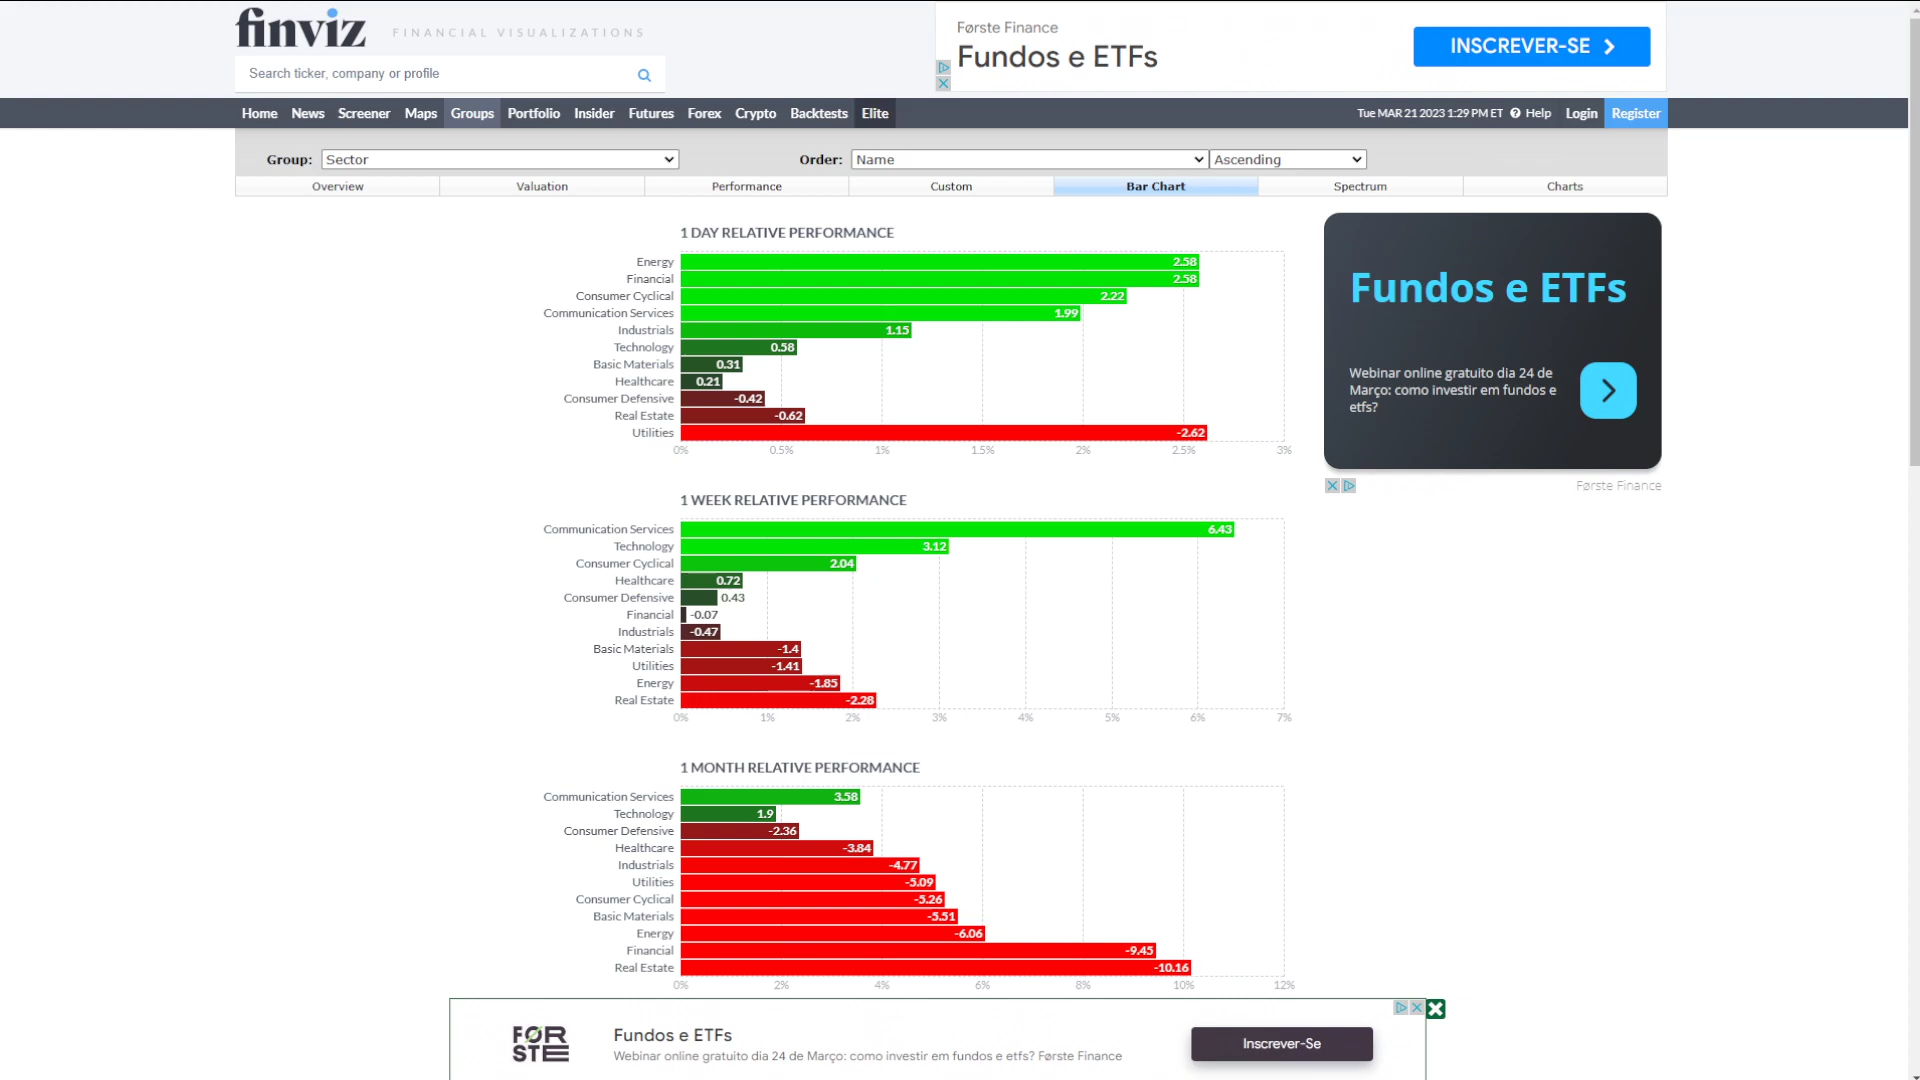 finviz
FINANCIAL VISUALIZATIONS
Search ticker, company or profile
Første Finance
Fundos e ETFs
INSCREVER-SE
Home News Screener Maps Groups Portfolio Insider Futures Forex Crypto Backtests Elite
Tue MAR 21 2023 1:29 PM ET Help Login Register
Group: Sector Order: Name Ascending
Overview Valuation Performance Custom Bar Chart Spectrum Charts
1 DAY RELATIVE PERFORMANCE
Energy 2.58
Financial 2.58
Consumer Cyclical 2.22
Communication Services 1.99
Industrials 1.15
Technology 0.58
Basic Materials 0.31
Healthcare 0.21
Consumer Defensive -0.42
Real Estate -0.62
Utilities -2.62
0% 0.5% 1% 1.5% 2% 2.5% 3%
Fundos e ETFs
Webinar online gratuito dia 24 de
Março: como investir em fundos e
etfs?
Første Finance
1 WEEK RELATIVE PERFORMANCE
Communication Services 6.43
Technology 3.12
Consumer Cyclical 2.04
Healthcare 0.72
Consumer Defensive 0.43
Financial -0.07
Industrials -0.47
Basic Materials -1.4
Utilities -1.41
Energy -1.85
Real Estate -2.28
0% 1% 2% 3% 4% 5% 6% 7%
1 MONTH RELATIVE PERFORMANCE
Communication Services 3.58
Technology 1.9
Consumer Defensive -2.36
Healthcare -3.84
Industrials -4.77
Utilities -5.09
Consumer Cyclical -5.26
Basic Materials -5.51
Energy -6.06
Financial -9.45
Real Estate -10.16
0% 2% 4% 6% 8% 10% 12%
FØR
STE
Fundos e ETFs
Webinar online gratuito dia 24 de Março: como investir em fundos e etfs? Første Finance
Inscrever-Se